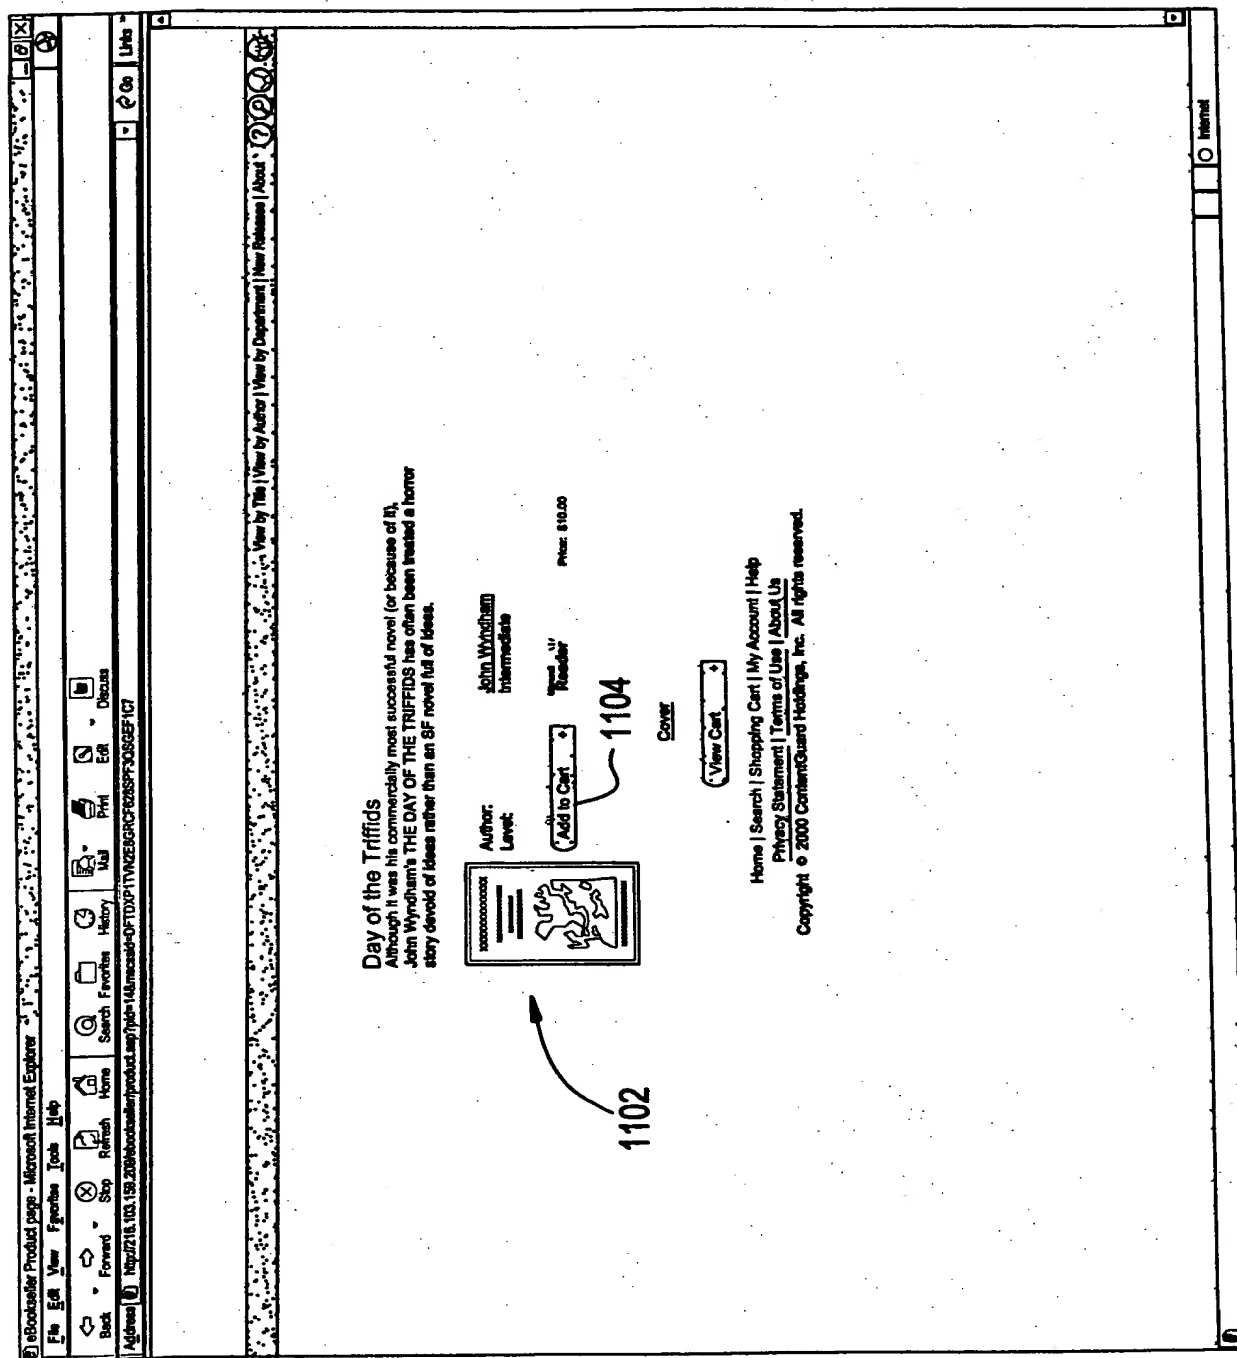 eBookseller Product page - Microsoft Internet Explorer
File Edit View Favorites Tools Help
Back Forward Stop Refresh Home Search Favorites History Mail Print Edit Discuss
Address Go Links
View by Title | View by Author | View by Department | New Releases | About
Day of the Triffids
Although it was his commercially most successful novel (or because of it),
John Wyndham's THE DAY OF THE TRIFFIDS has often been treated a horror
story devoid of ideas rather than an SF novel full of ideas.
XXXXXXXXXXXX
Author: John Wyndham
Level: Intermediate
Add to Cart
Reader
Price: $10.00
1102
1104
Cover
View Cart
Home | Search | Shopping Cart | My Account | Help
Privacy Statement | Terms of Use | About Us
Copyright © 2000 ContentGuard Holdings, Inc. All rights reserved.
Internet